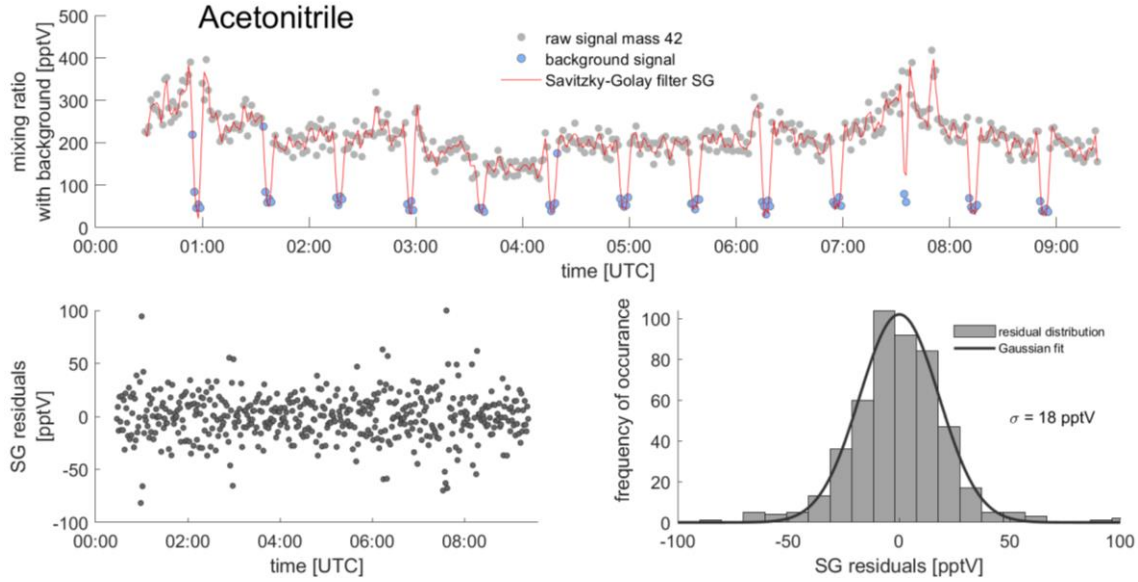 Acetonitrile
500
400
300
200
100
0
mixing ratio
with background [pptV]
raw signal mass 42
background signal
Savitzky-Golay filter SG
00:00 01:00 02:00 03:00 04:00 05:00 06:00 07:00 08:00 09:00
time [UTC]
100
50
0
-50
-100
SG residuals
[pptV]
00:00 02:00 04:00 06:00 08:00
time [UTC]
100
80
60
40
20
0
frequency of occurance
residual distribution
Gaussian fit
σ = 18 pptV
-100 -50 0 50 100
SG residuals [pptV]